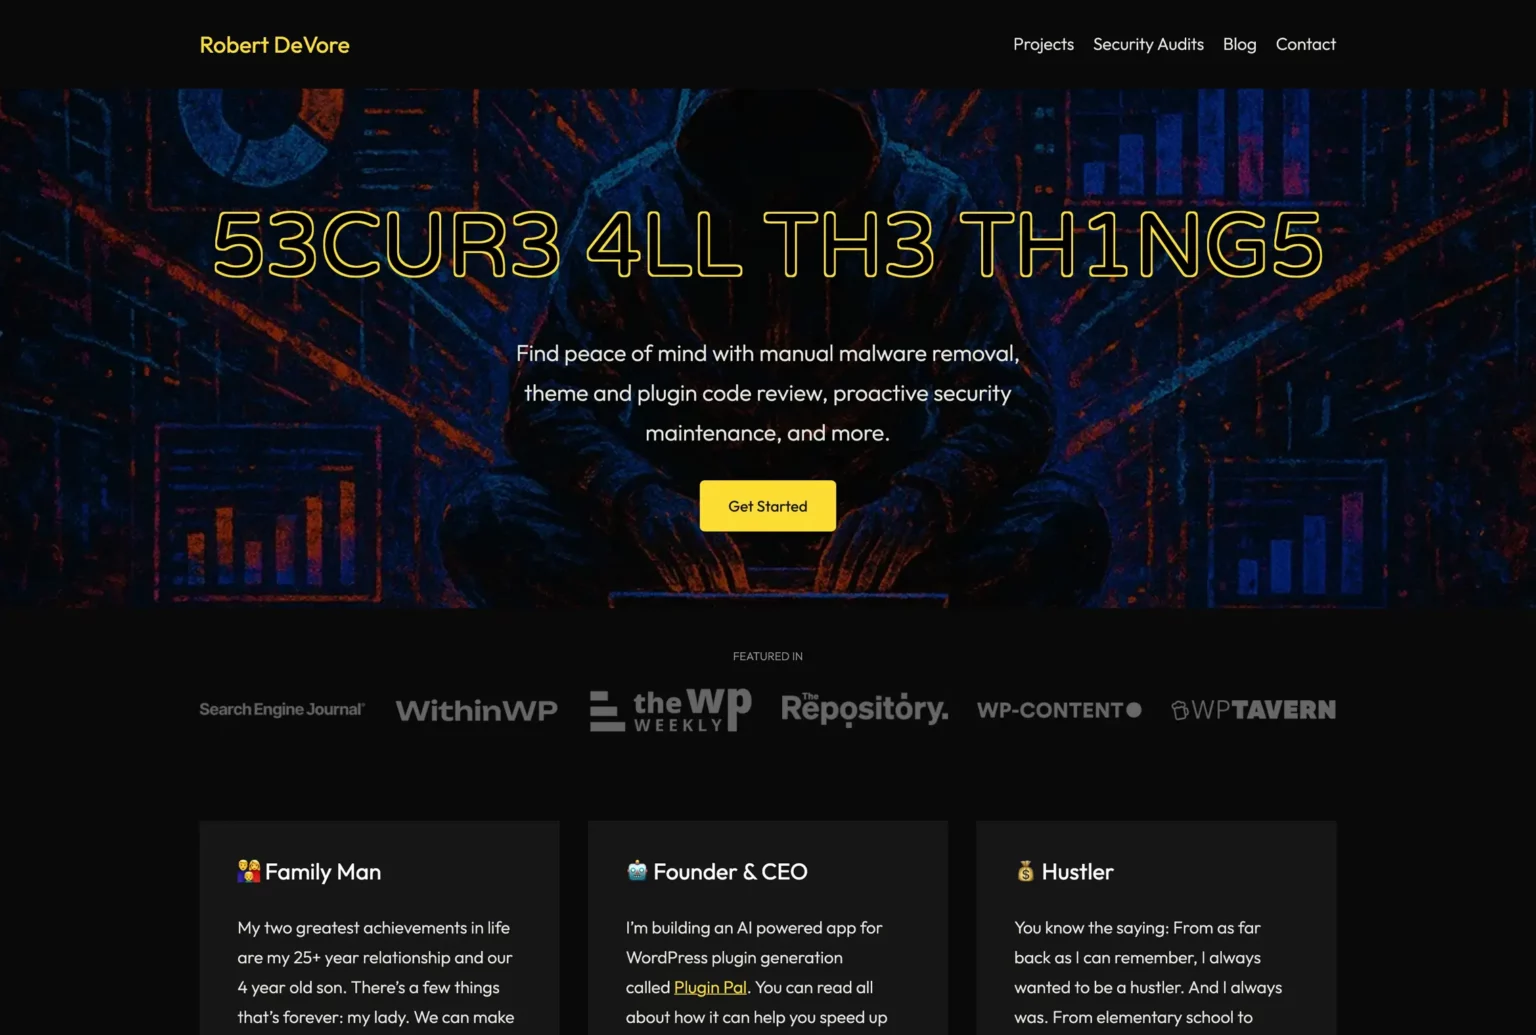 Robert DeVore
Projects Security Audits Blog Contact
53CUR3 4LL TH3 TH1NG5
Find peace of mind with manual malware removal,
theme and plugin code review, proactive security
maintenance, and more.
Get Started
FEATURED IN
Search Engine Journal
WithinWP
the wp WEEKLY
The Repository.
WP-CONTENT
WPTAVERN
👨‍👩‍👦 Family Man
My two greatest achievements in life
are my 25+ year relationship and our
4 year old son. There's a few things
that's forever: my lady. We can make
🤖 Founder & CEO
I'm building an AI powered app for
WordPress plugin generation
called Plugin Pal. You can read all
about how it can help you speed up
💰 Hustler
You know the saying: From as far
back as I can remember, I always
wanted to be a hustler. And I always
was. From elementary school to